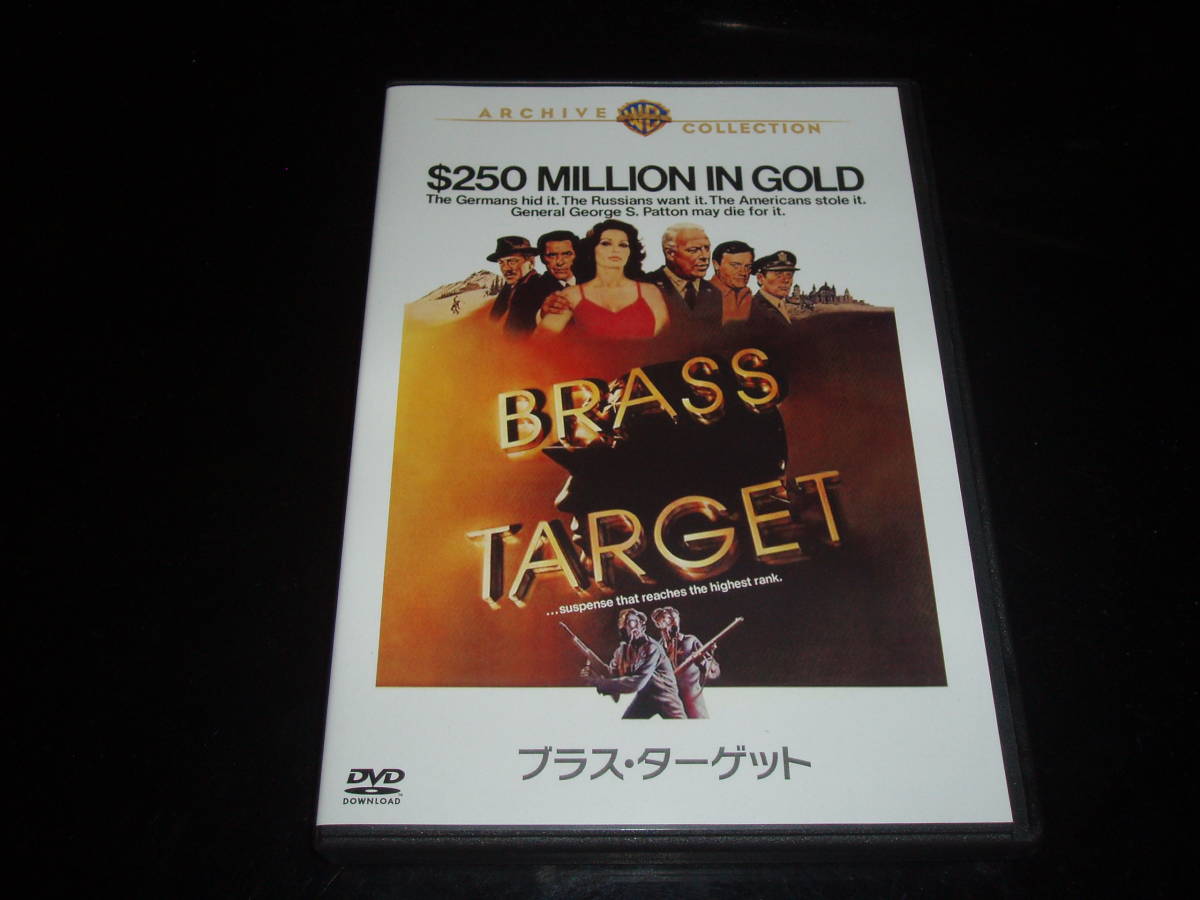 ARCHIVE WB COLLECTION
$250 MILLION IN GOLD
The Germans hid it. The Russians want it. The Americans stole it.
General George S. Patton may die for it.
BRASS
TARGET
...suspense that reaches the highest rank.
ブラス・ターゲット
DVD
DOWNLOAD